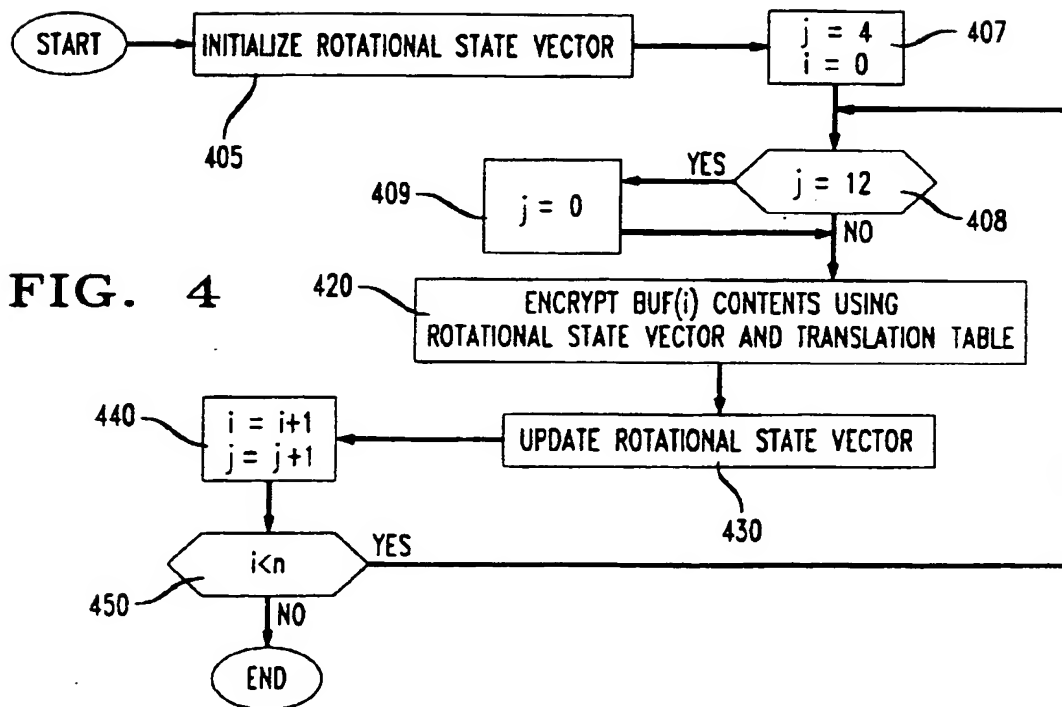 START
INITIALIZE ROTATIONAL STATE VECTOR
j = 4
i = 0
407
405
YES
j = 12
408
409
j = 0
NO
FIG. 4
420
ENCRYPT BUF(i) CONTENTS USING
ROTATIONAL STATE VECTOR AND TRANSLATION TABLE
440
i = i+1
j = j+1
UPDATE ROTATIONAL STATE VECTOR
430
i<n
YES
450
NO
END